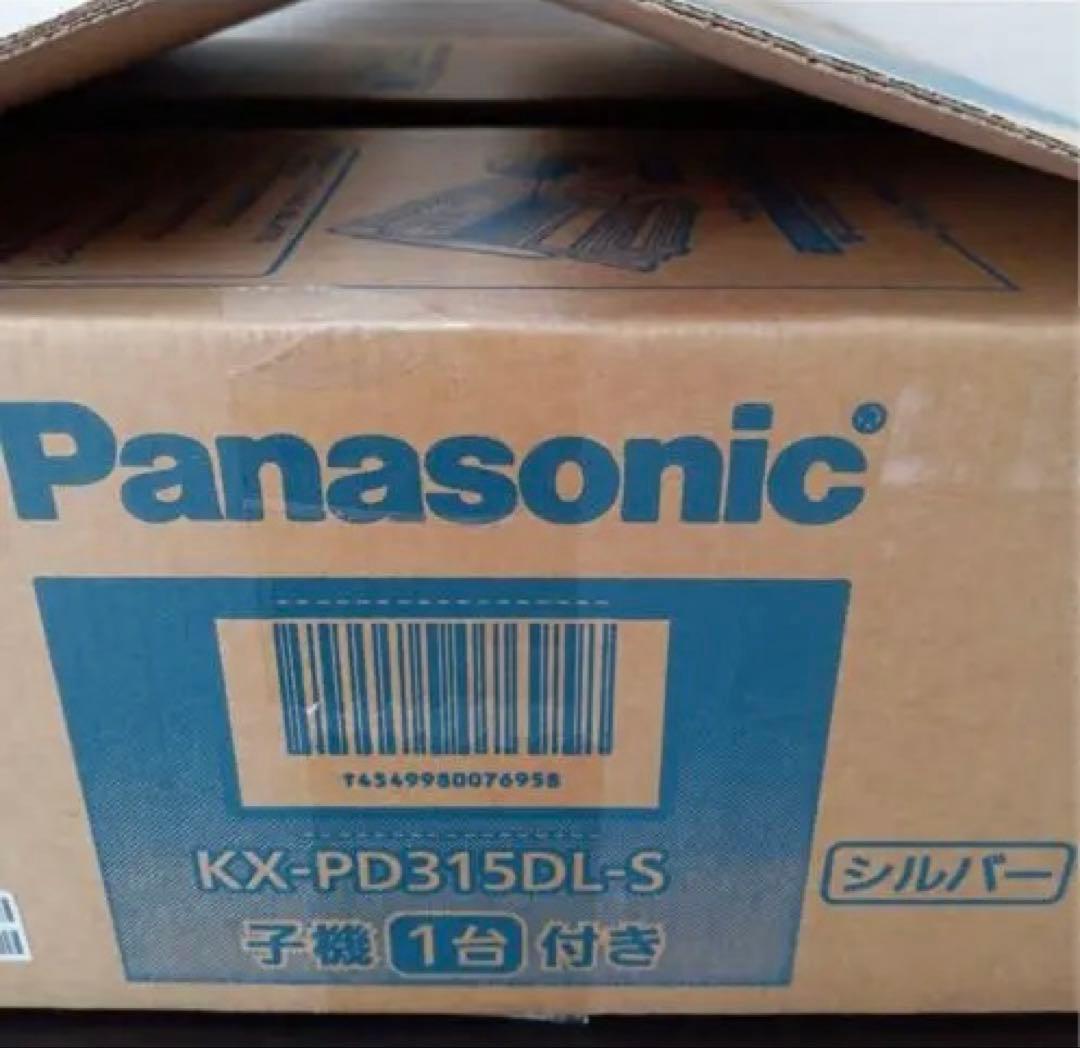 Panasonic®
T4549980076958
KX-PD315DL-S
シルバー
子機 1台 付き